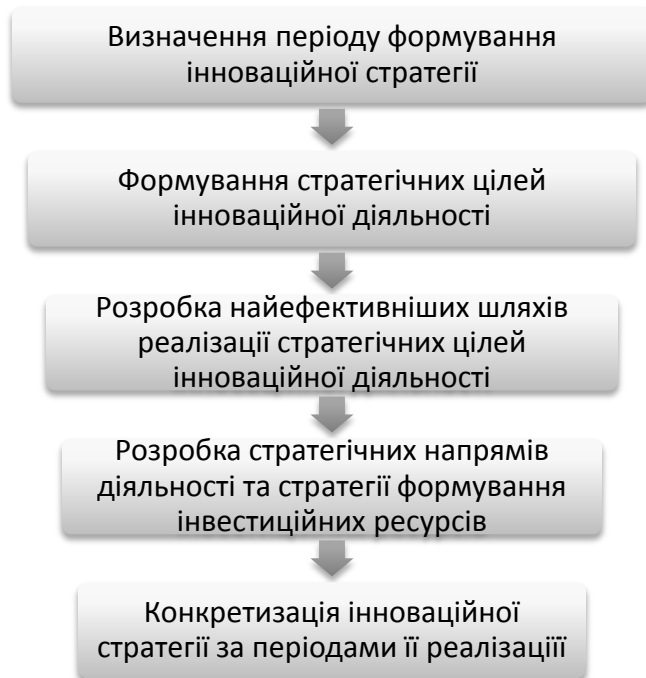 Визначення періоду формування
інноваційної стратегії
Формування стратегічних цілей
інноваційної діяльності
Розробка найефективніших шляхів
реалізації стратегічних цілей
інноваційної діяльності
Розробка стратегічних напрямів
діяльності та стратегії формування
інвестиційних ресурсів
Конкретизація інноваційної
стратегії за періодами її реалізаціїї